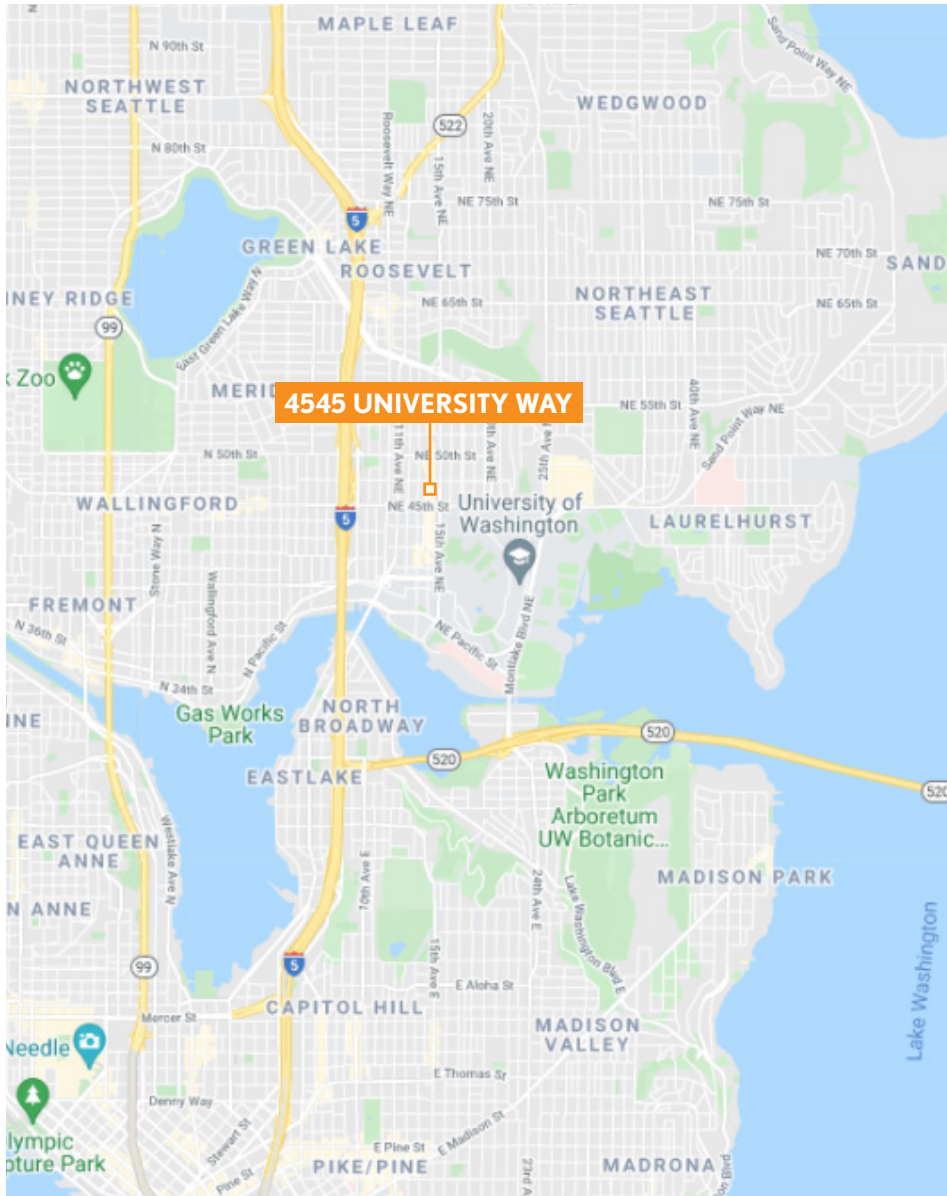 MAPLE LEAF
N 90th St
Sand Point Way NE
NORTHWEST
SEATTLE
WEDGWOOD
522
20th Ave NE
Roosevelt Way NE
15th Ave NE
N 80th St
NE 75th St
NE 75th St
5
GREEN LAKE
ROOSEVELT
NE 70th St
SAND
NEY RIDGE
NE 65th St
NORTHEAST
SEATTLE
NE 65th St
99
East Green Lake Way N
k Zoo
MERID
4545 UNIVERSITY WAY
NE 55th St
40th Ave NE
Sand Point Way NE
11th Ave NE
N 50th St
NE 50th St
25th Ave
WALLINGFORD
NE 45th St
University of
Washington
5
LAURELHURST
Stone Way N
15th Ave NE
Wallingford Ave N
FREMONT
N 36th St
N Pacific St
NE Pacific St
Montlake Blvd NE
N 34th St
NNE
Gas Works
Park
NORTH
BROADWAY
520
520
EASTLAKE
Washington
Park
Arboretum
UW Botanic...
520
EAST QUEEN
ANNE
Westlake Ave N
10th Ave E
24th Ave E
Lake Washington Blvd E
MADISON PARK
N ANNE
15th Ave E
Lake Washington
99
5
E Aloha St
CAPITOL HILL
Mercer St
MADISON
VALLEY
Needle
E Thomas St
Denny Way
Stewart St
E Madison St
lympic
pture Park
E Pine St
PIKE/PINE
Pine St
23rd A
MADRONA
on Blvd